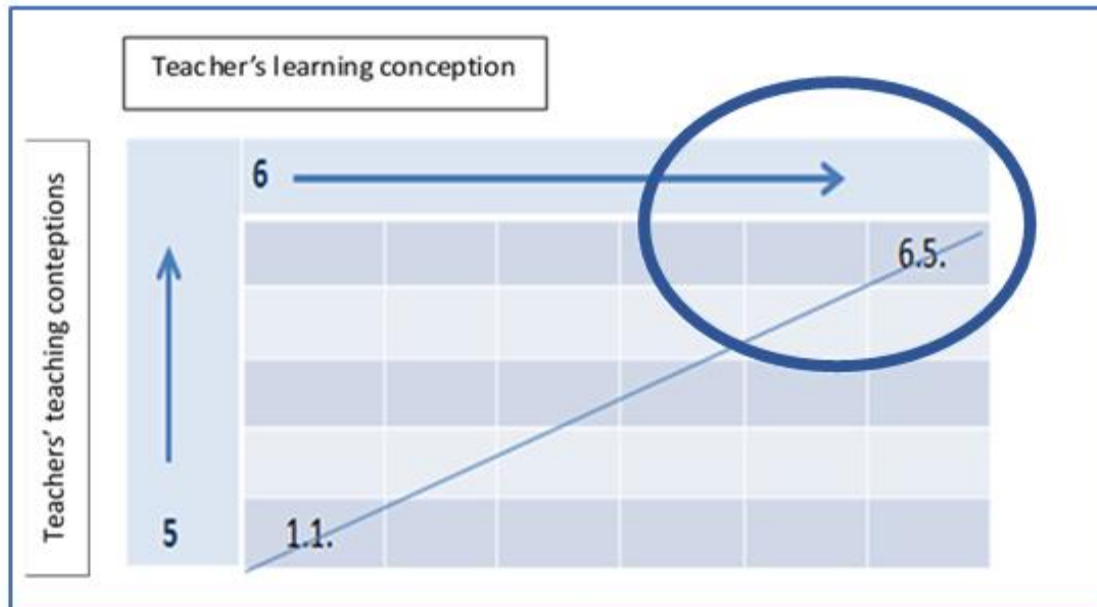 Teacher's learning conception
Teachers' teaching conteptions
6
6.5.
5
1.1.